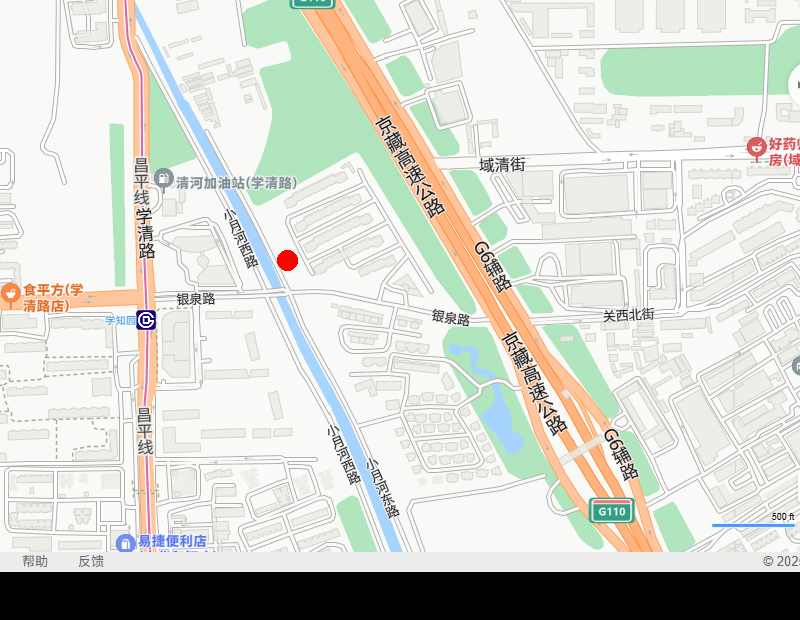 G110
域清街
好药师
房(域
京藏高速公路
昌平线
清河加油站(学清路)
学清路
小月河西路
G6辅路
食平方(学
清路店)
银泉路
学知园
银泉路
关西北街
京藏高速公路
昌平线
小月河西路
G6辅路
小月河东路
G110
500 ft
易捷便利店
帮助
反馈